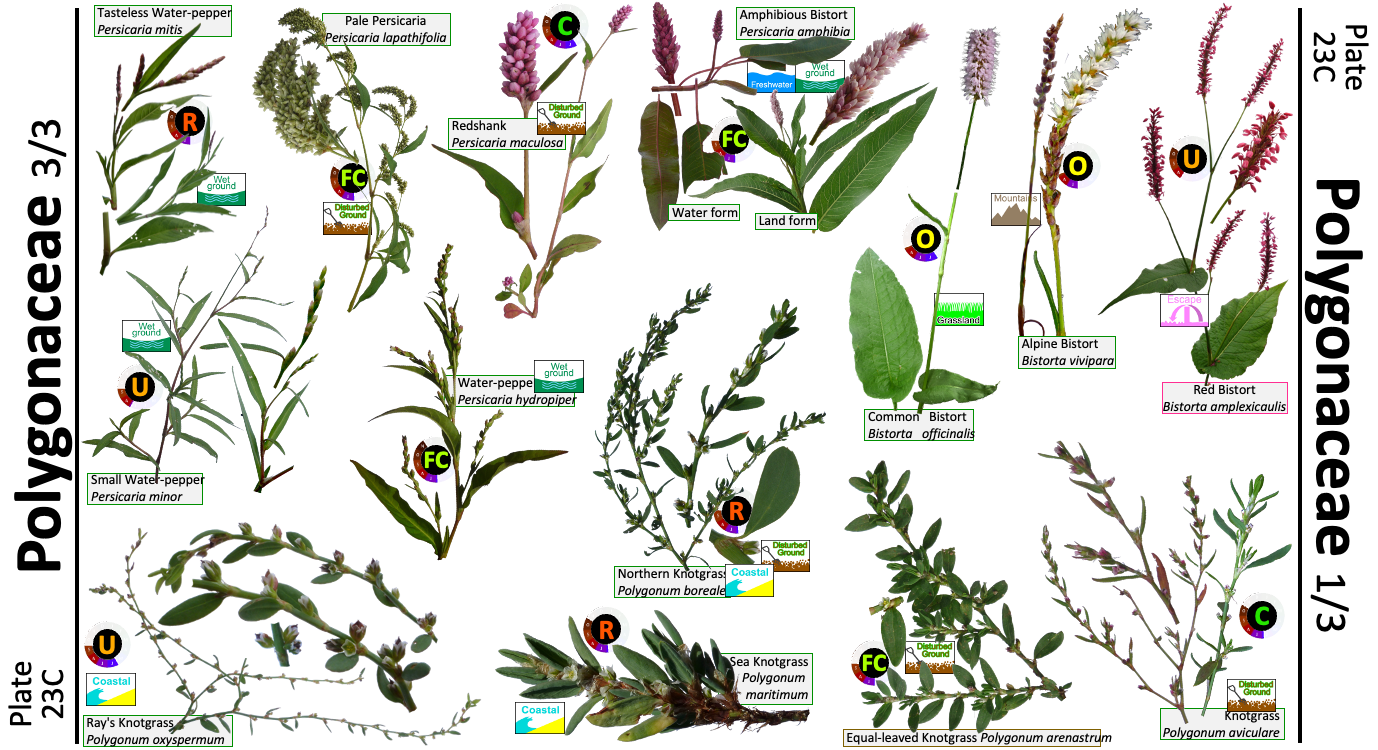 Polygonaceae 3/3
Plate
23C
Tasteless Water-pepper
Persicaria mitis
R
Wet
ground
Pale Persicaria
Persicaria lapathifolia
FC
Disturbed
Ground
C
Disturbed
Ground
Redshank
Persicaria maculosa
Amphibious Bistort
Persicaria amphibia
Freshwater
Wet
ground
FC
Water form
Land form
O
Grassland
Common Bistort
Bistorta officinalis
Mountains
O
Alpine Bistort
Bistorta vivipara
U
Escape
Red Bistort
Bistorta amplexicaulis
Plate
23C
Polygonaceae 1/3
Wet
ground
U
Small Water-pepper
Persicaria minor
Wet
ground
Water-peppe
Persicaria hydropiper
FC
R
Disturbed
Ground
Northern Knotgrass
Polygonum boreale
Coastal
U
Coastal
Ray's Knotgrass
Polygonum oxyspermum
R
Coastal
Sea Knotgrass
Polygonum
maritimum
FC
Disturbed
Ground
Equal-leaved Knotgrass Polygonum arenastrum
C
Disturbed
Ground
Knotgrass
Polygonum aviculare